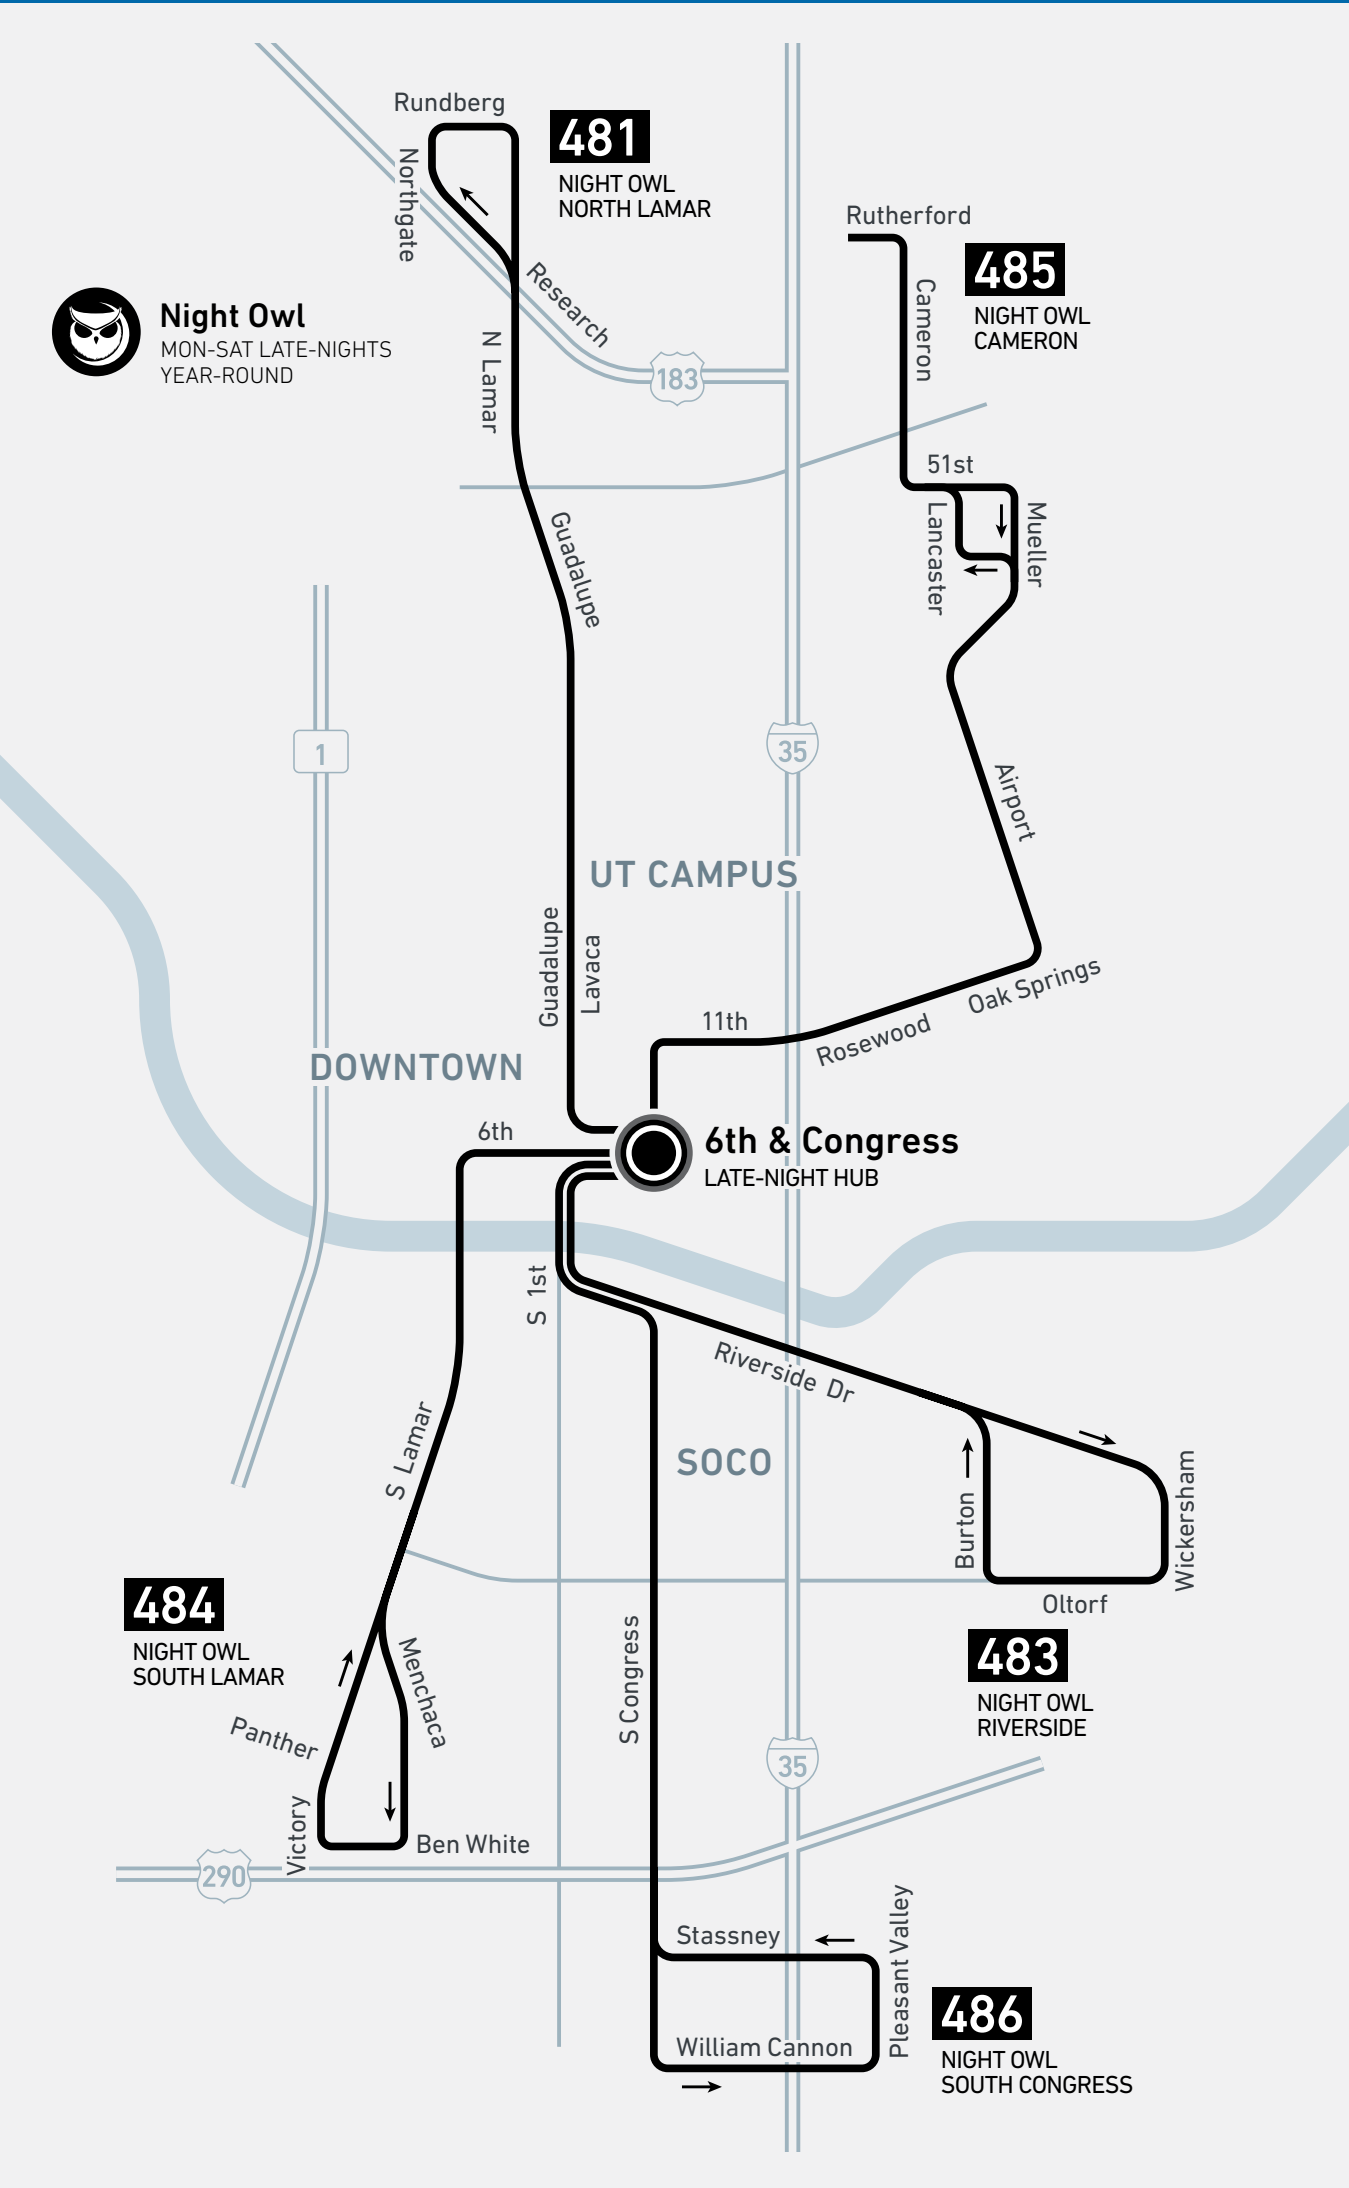 Rundberg
481
NIGHT OWL
NORTH LAMAR
Northgate
Rutherford
485
NIGHT OWL
CAMERON
Cameron
Research
Night Owl
MON-SAT LATE-NIGHTS
YEAR-ROUND
N Lamar
183
51st
Lancaster
Mueller
Guadalupe
1
35
Airport
UT CAMPUS
Guadalupe
Lavaca
Oak Springs
11th
Rosewood
DOWNTOWN
6th
6th & Congress
LATE-NIGHT HUB
S 1st
Riverside Dr
S Lamar
SOCO
Burton
Wickersham
484
NIGHT OWL
SOUTH LAMAR
Oltorf
483
NIGHT OWL
RIVERSIDE
Menchaca
S Congress
Panther
35
Victory
Ben White
290
Stassney
Pleasant Valley
486
NIGHT OWL
SOUTH CONGRESS
William Cannon